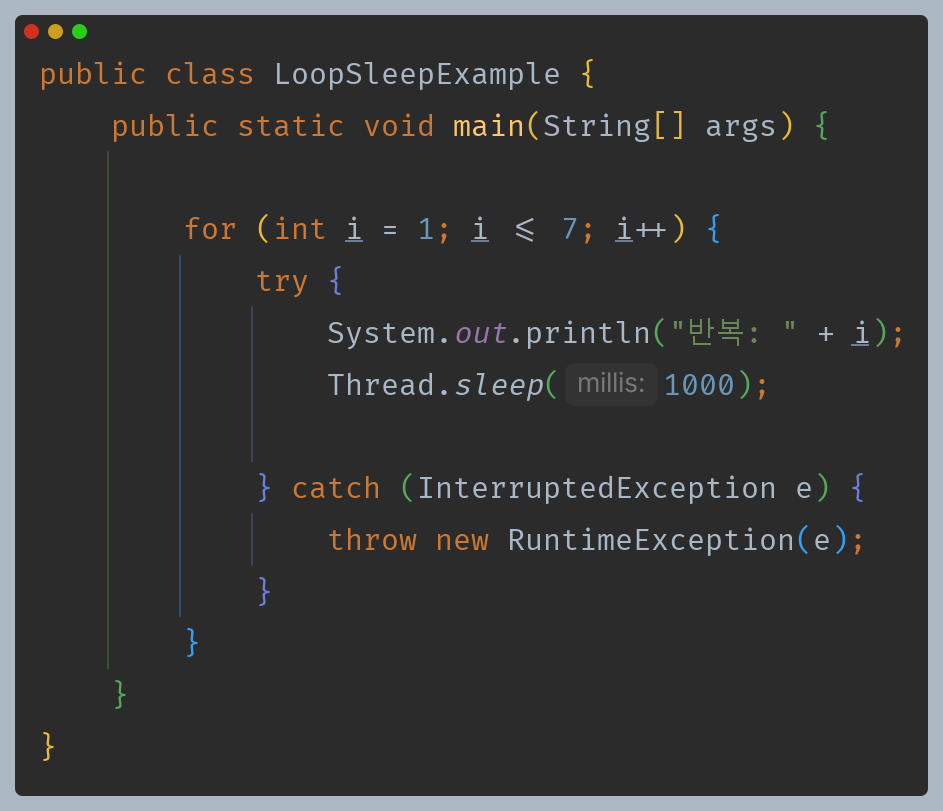 public class LoopSleepExample {
    public static void main(String[] args) {
        for (int i = 1; i <= 7; i++) {
            try {
                System.out.println("반복: " + i);
                Thread.sleep( millis: 1000);
            } catch (InterruptedException e) {
                throw new RuntimeException(e);
            }
        }
    }
}